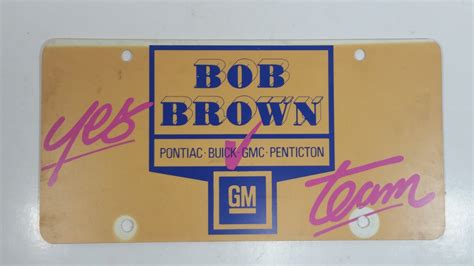 BOB
BROWN
yes
PONTIAC · BUICK · GMC · PENTICTON
GM
team